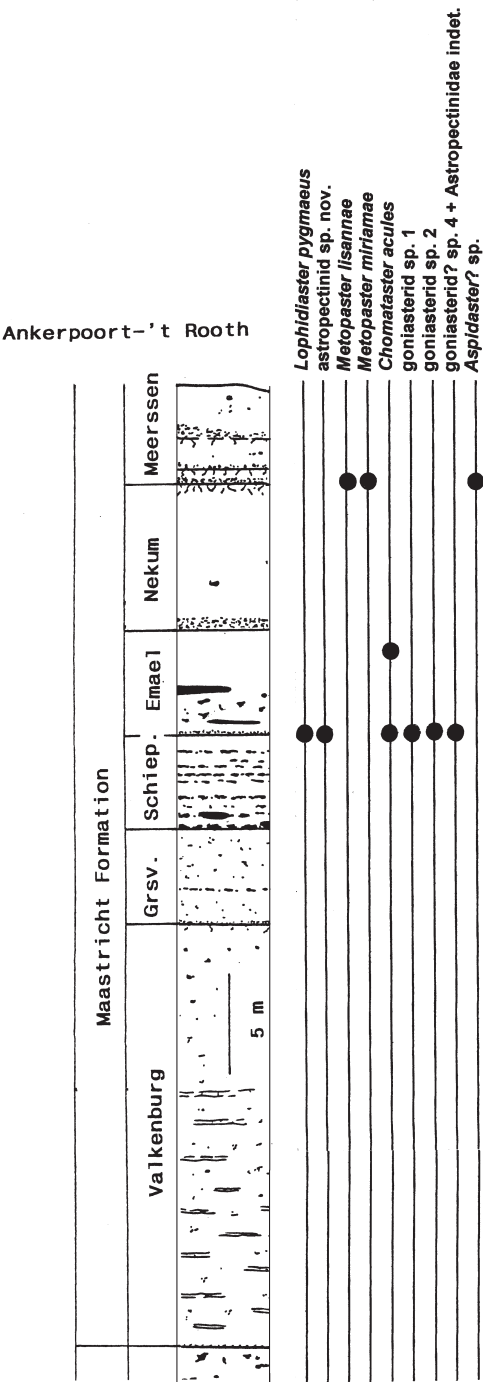 Ankerpoort-'t Rooth
Lophidiaster pygmaeus
astropectinid sp. nov.
Metopaster lisannae
Metopaster miriamae
Chomataster acules
goniasterid sp. 1
goniasterid sp. 2
goniasterid? sp. 4 + Astropectinidae indet.
Aspidaster? sp.
Maastricht Formation
Meerssen
Nekum
Emael
Schiep.
Grsv.
Valkenburg
5 m